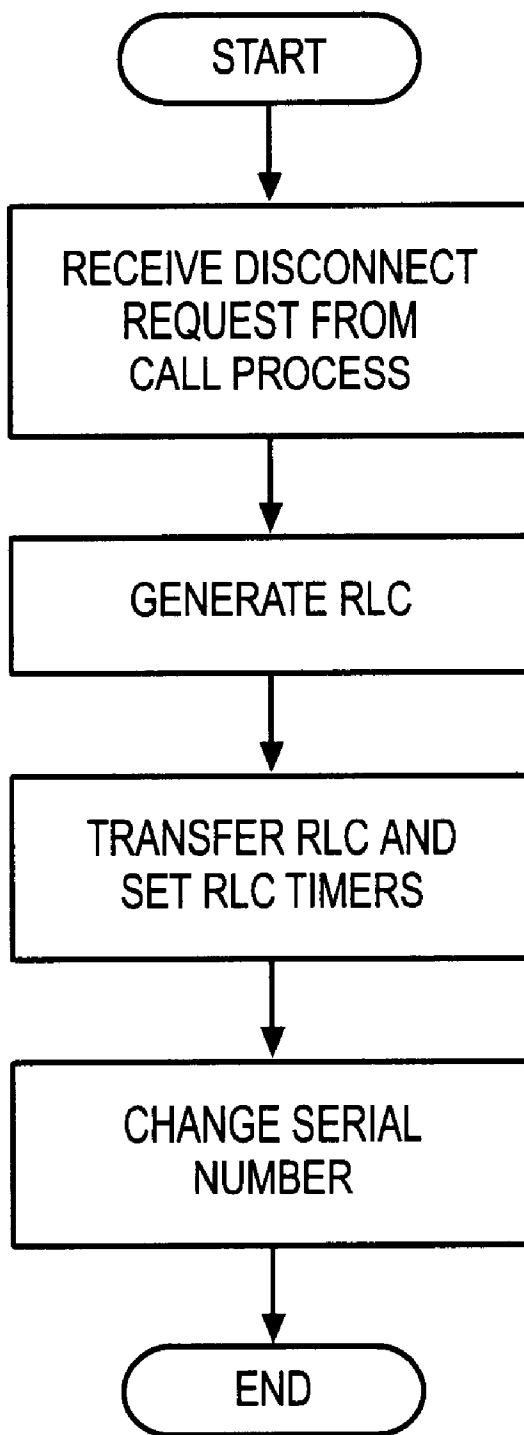 START
RECEIVE DISCONNECT
REQUEST FROM
CALL PROCESS
GENERATE RLC
TRANSFER RLC AND
SET RLC TIMERS
CHANGE SERIAL
NUMBER
END